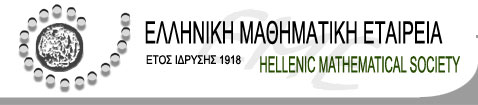 ΕΛΛΗΝΙΚΗ ΜΑΘΗΜΑΤΙΚΗ ΕΤΑΙΡΕΙΑ
ΕΤΟΣ ΙΔΡΥΣΗΣ 1918 HELLENIC MATHEMATICAL SOCIETY